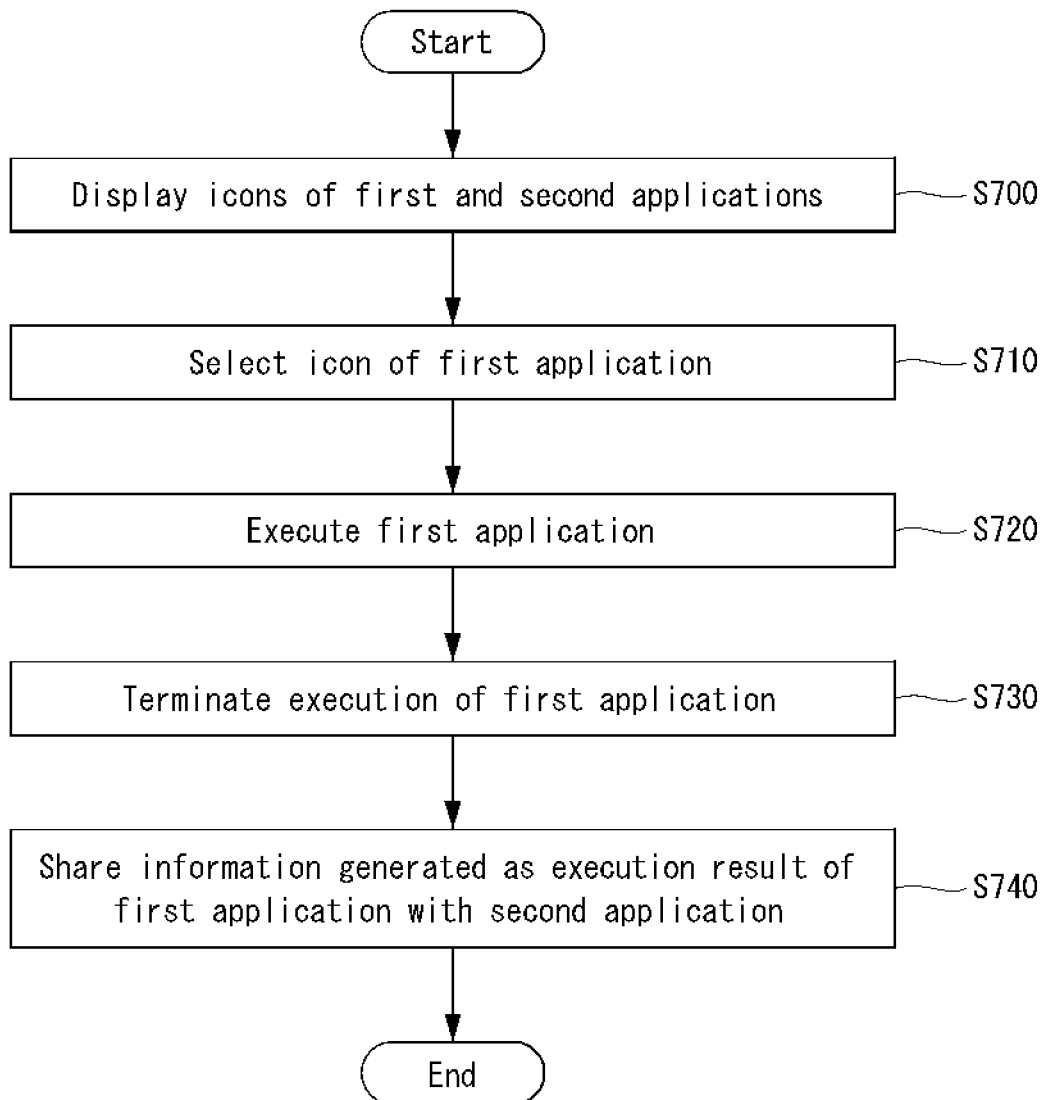 Start
Display icons of first and second applications
S700
Select icon of first application
S710
Execute first application
S720
Terminate execution of first application
S730
Share information generated as execution result of
first application with second application
S740
End